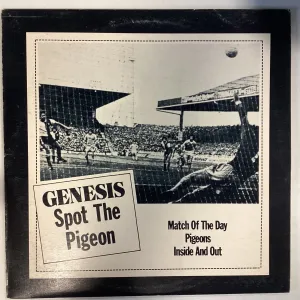 GENESIS
Spot The
Pigeon
Match Of The Day
Pigeons
Inside And Out